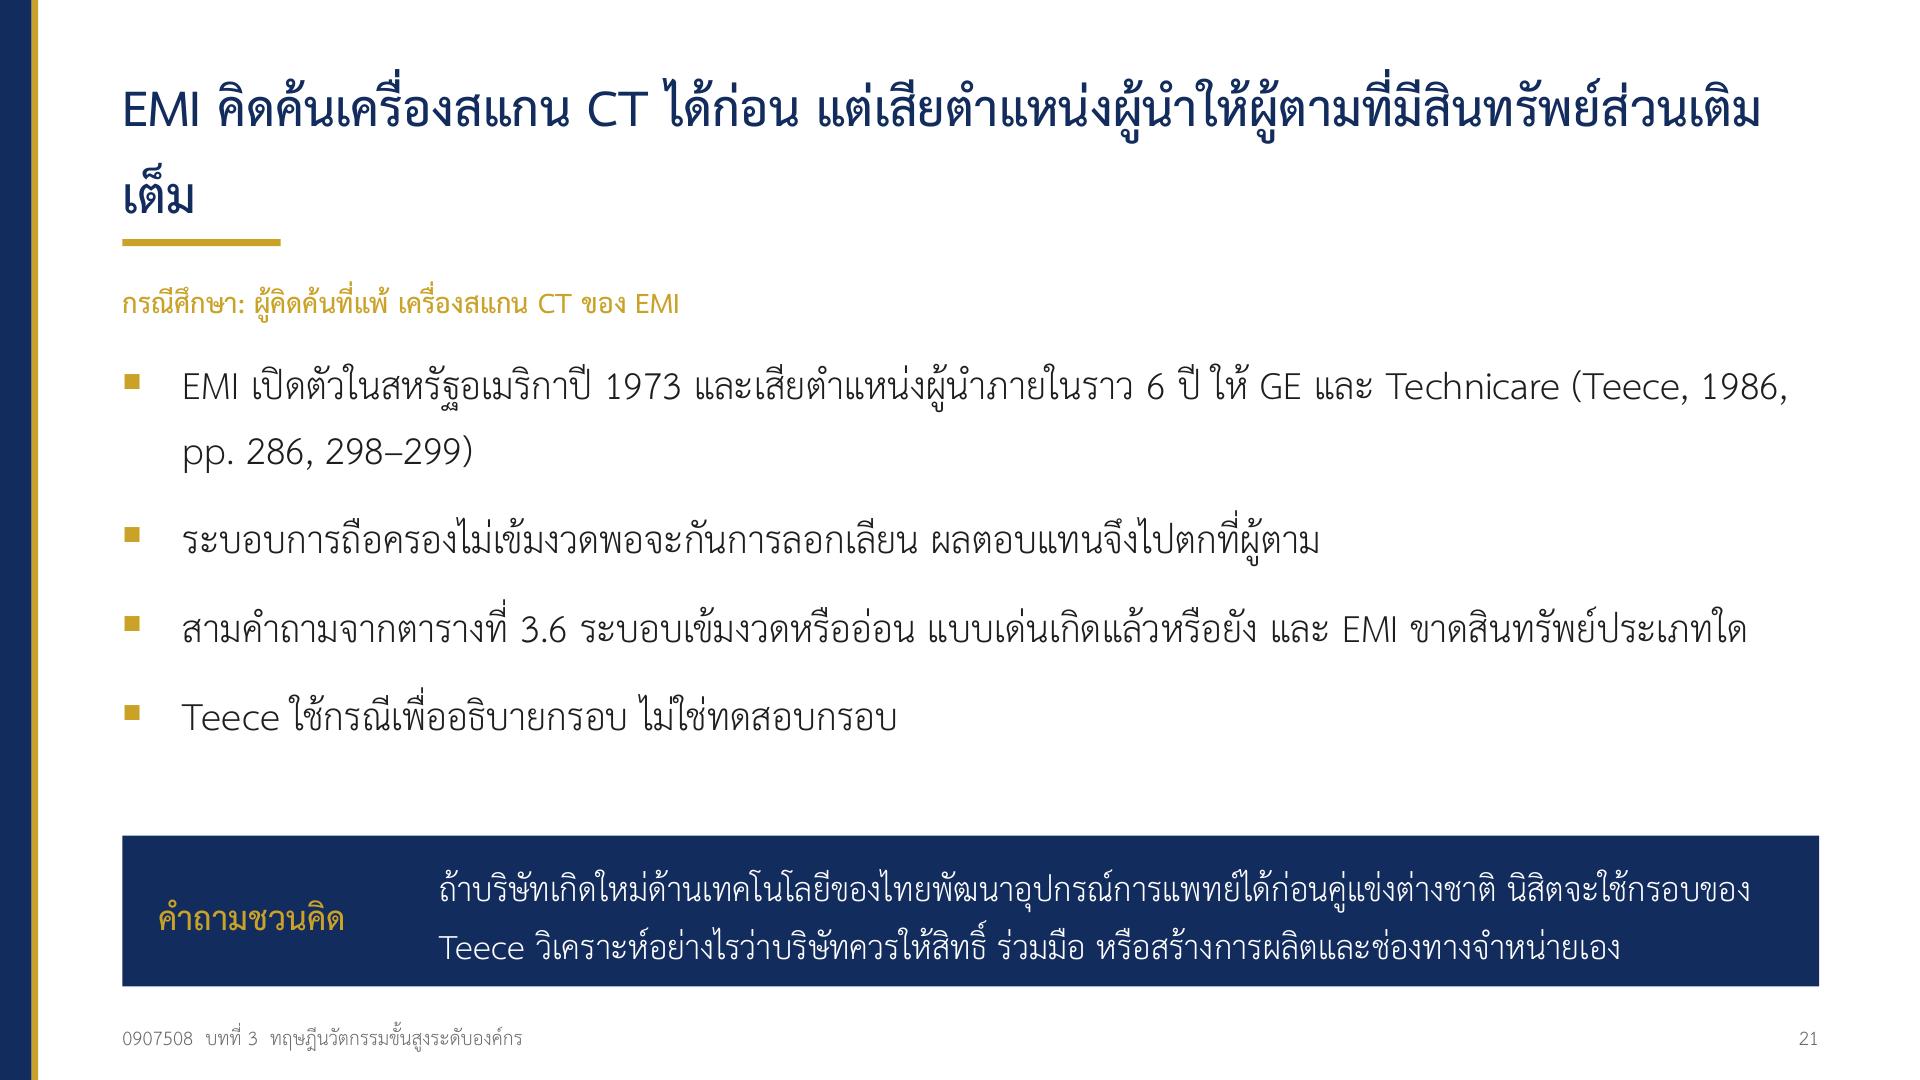 EMI คิดค้นเครื่องสแกน CT ได้ก่อน แต่เสียตำแหน่งผู้นำให้ผู้ตามที่มีสินทรัพย์ส่วนเติม
เต็ม
กรณีศึกษา: ผู้คิดค้นที่แพ้ เครื่องสแกน CT ของ EMI
EMI เปิดตัวในสหรัฐอเมริกาปี 1973 และเสียตำแหน่งผู้นำภายในราว 6 ปี ให้ GE และ Technicare (Teece, 1986,
pp. 286, 298–299)
ระบอบการถือครองไม่เข้มงวดพอจะกันการลอกเลียน ผลตอบแทนจึงไปตกที่ผู้ตาม
สามคำถามจากตารางที่ 3.6 ระบอบเข้มงวดหรืออ่อน แบบเด่นเกิดแล้วหรือยัง และ EMI ขาดสินทรัพย์ประเภทใด
Teece ใช้กรณีเพื่ออธิบายกรอบ ไม่ใช่ทดสอบกรอบ
คำถามชวนคิด
ถ้าบริษัทเกิดใหม่ด้านเทคโนโลยีของไทยพัฒนาอุปกรณ์การแพทย์ได้ก่อนคู่แข่งต่างชาติ นิสิตจะใช้กรอบของ
Teece วิเคราะห์อย่างไรว่าบริษัทควรให้สิทธิ์ ร่วมมือ หรือสร้างการผลิตและช่องทางจำหน่ายเอง
0907508 บทที่ 3 ทฤษฎีนวัตกรรมขั้นสูงระดับองค์กร
21